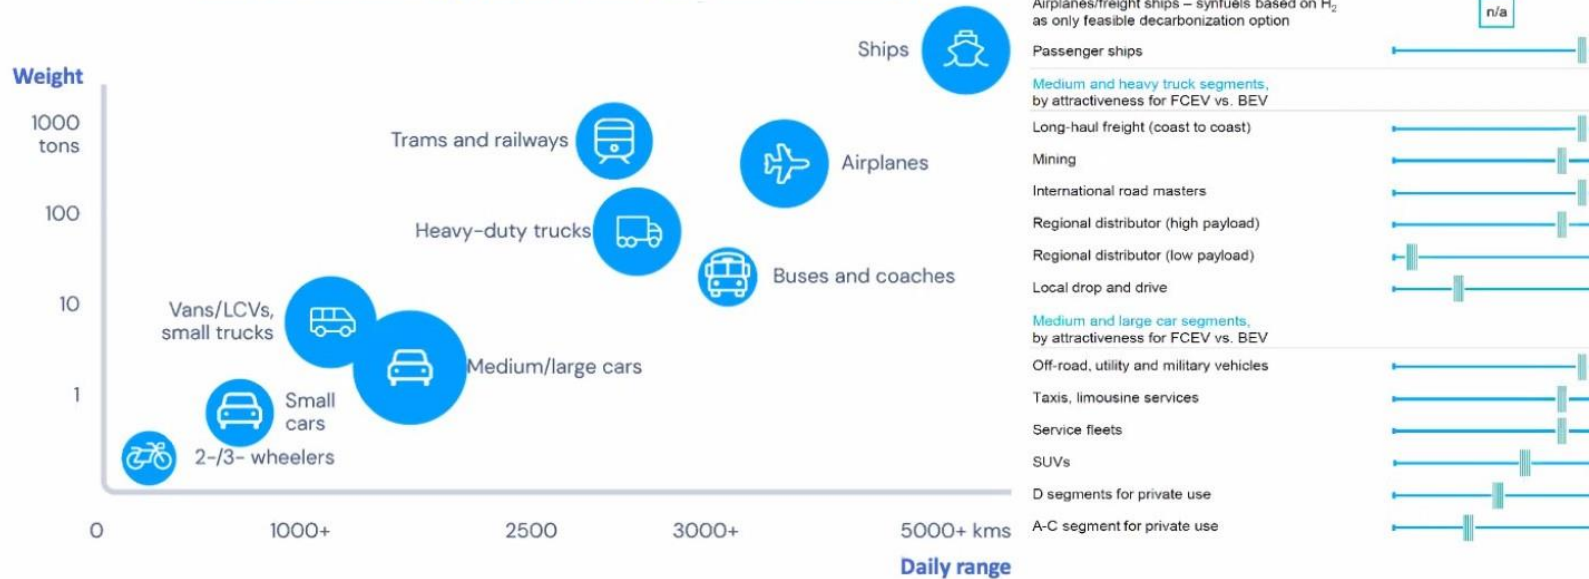 Weight
1000
tons
100
10
1
0
1000+
2500
3000+
5000+ kms
Daily range
Ships
Trams and railways
Airplanes
Heavy-duty trucks
Buses and coaches
Vans/LCVs,
small trucks
Medium/large cars
Small
cars
2-/3- wheelers
Airplanes/freight ships – synfuels based on H2
as only feasible decarbonization option
n/a
Passenger ships
Medium and heavy truck segments,
by attractiveness for FCEV vs. BEV
Long-haul freight (coast to coast)
Mining
International road masters
Regional distributor (high payload)
Regional distributor (low payload)
Local drop and drive
Medium and large car segments,
by attractiveness for FCEV vs. BEV
Off-road, utility and military vehicles
Taxis, limousine services
Service fleets
SUVs
D segments for private use
A-C segment for private use